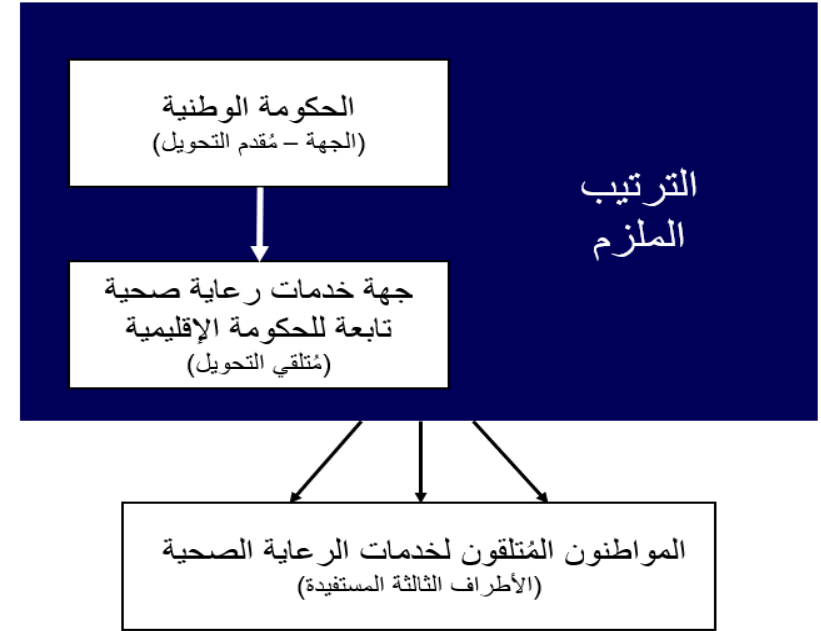 الحكومة الوطنية
(الجهة – مُقدم التحويل)
الترتيب
الملزم
جهة خدمات رعاية صحية
تابعة للحكومة الإقليمية
(مُتلقي التحويل)
المواطنون المُتلقون لخدمات الرعاية الصحية
(الأطراف الثالثة المستفيدة)